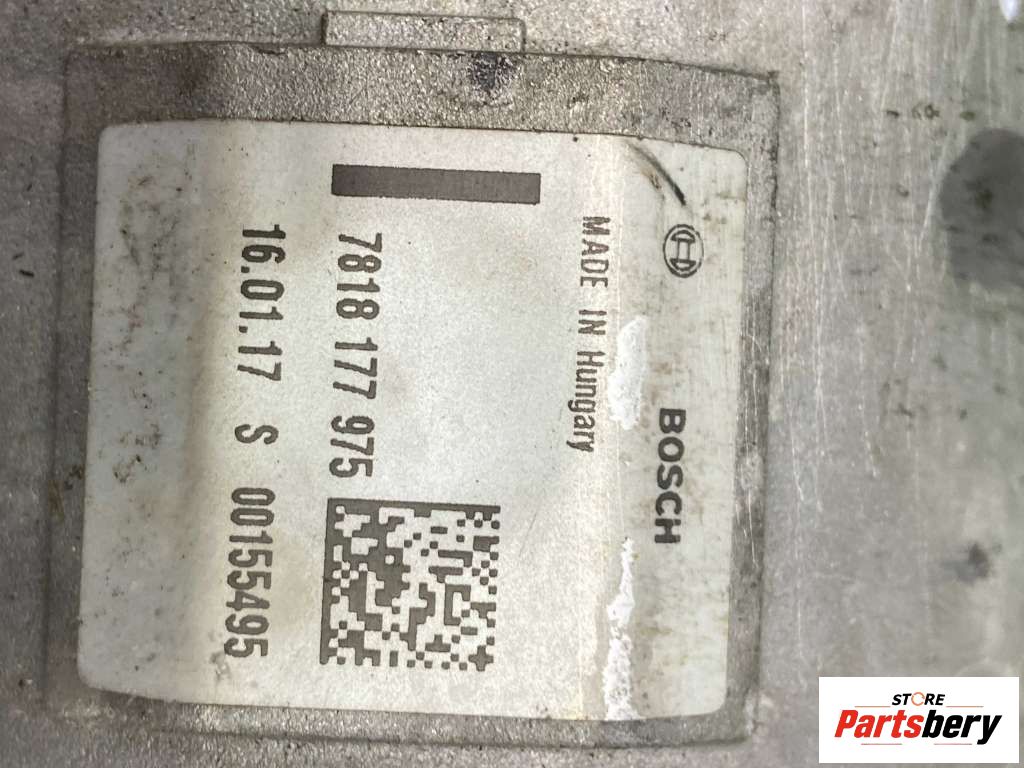 BOSCH
MADE IN Hungary
7818 177 975
16.01.17 S 00155495
STORE
Partsbery